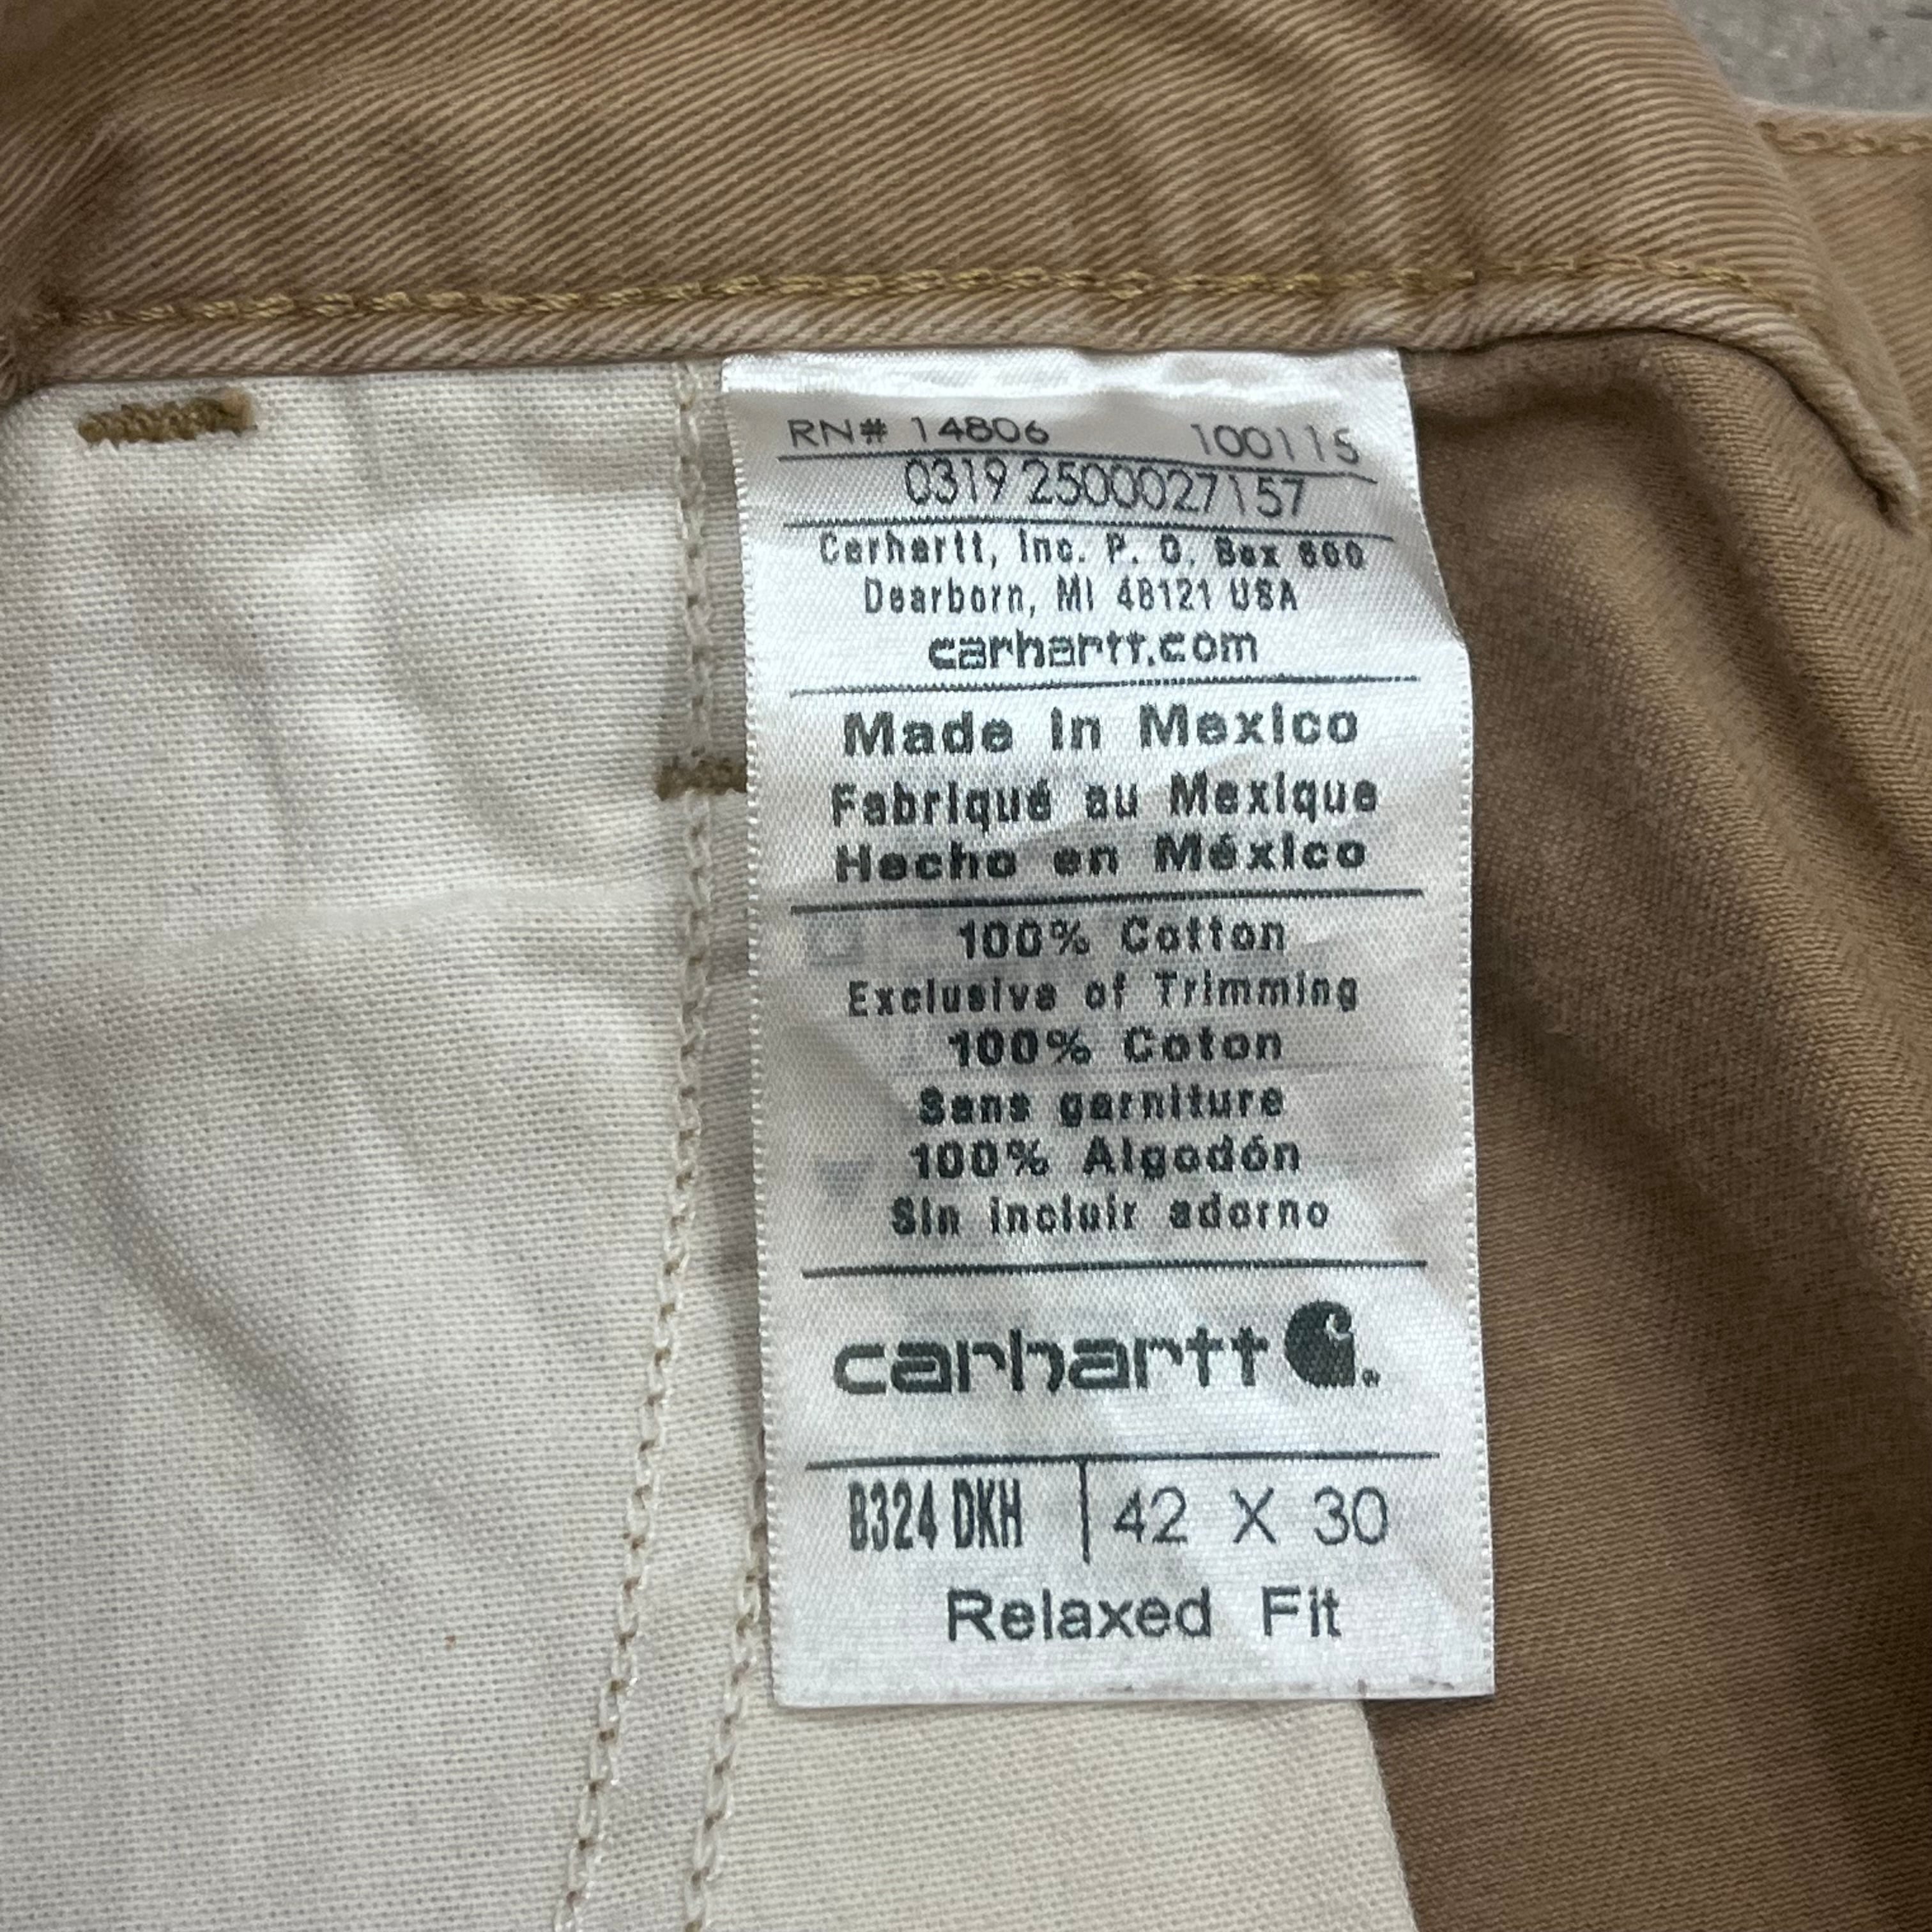 RN# 14806 100115
0319 2500027157
Carhartt, Inc. P. O. Box 600
Dearborn, MI 48121 USA
carhartt.com
Made in Mexico
Fabriqué au Mexique
Hecho en México
100% Cotton
Exclusive of Trimming
100% Coton
Sans garniture
100% Algodón
Sin incluir adorno
carhartt
B324 DKH 42 X 30
Relaxed Fit